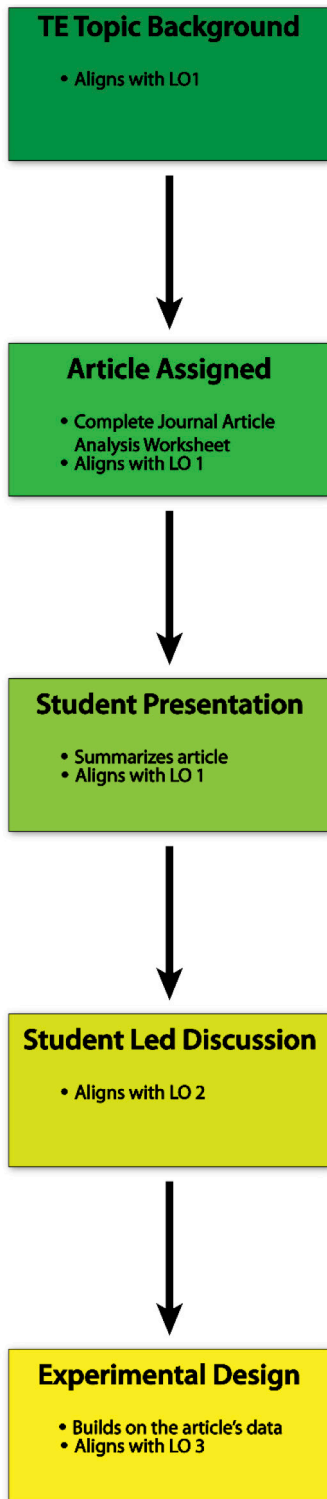 TE Topic Background
• Aligns with LO1
Article Assigned
• Complete Journal Article
Analysis Worksheet
• Aligns with LO 1
Student Presentation
• Summarizes article
• Aligns with LO 1
Student Led Discussion
• Aligns with LO 2
Experimental Design
• Builds on the article's data
• Aligns with LO 3